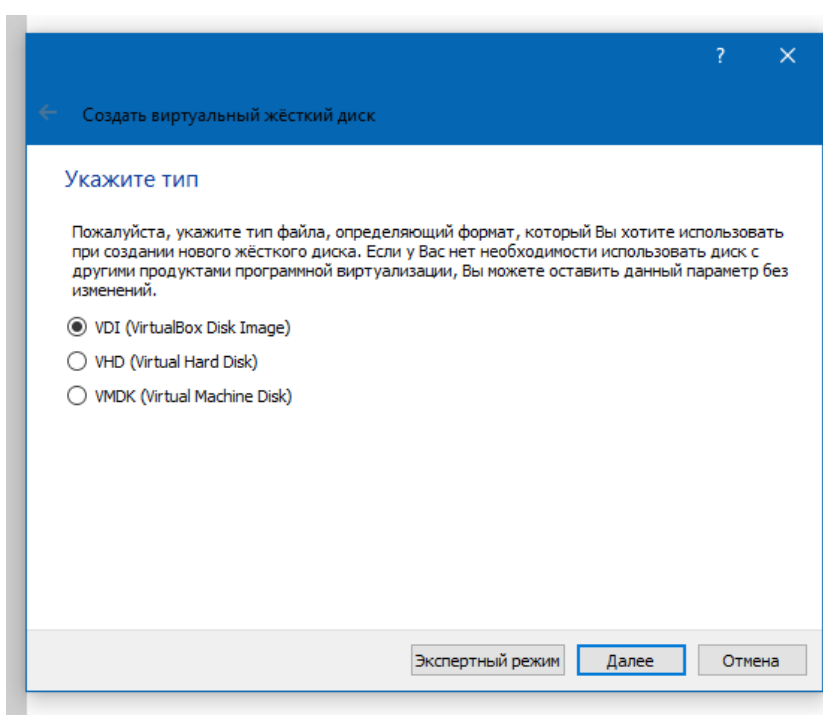 ?
Создать виртуальный жёсткий диск
Укажите тип
Пожалуйста, укажите тип файла, определяющий формат, который Вы хотите использовать
при создании нового жёсткого диска. Если у Вас нет необходимости использовать диск с
другими продуктами программной виртуализации, Вы можете оставить данный параметр без
изменений.
VDI (VirtualBox Disk Image)
VHD (Virtual Hard Disk)
VMDK (Virtual Machine Disk)
Экспертный режим Далее Отмена